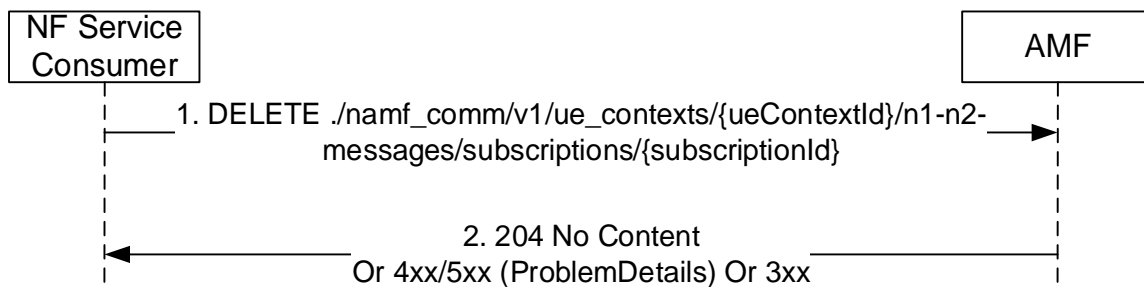 NF Service
Consumer
AMF
1. DELETE ./namf_comm/v1/ue_contexts/{ueContextId}/n1-n2-
messages/subscriptions/{subscriptionId}
2. 204 No Content
Or 4xx/5xx (ProblemDetails) Or 3xx